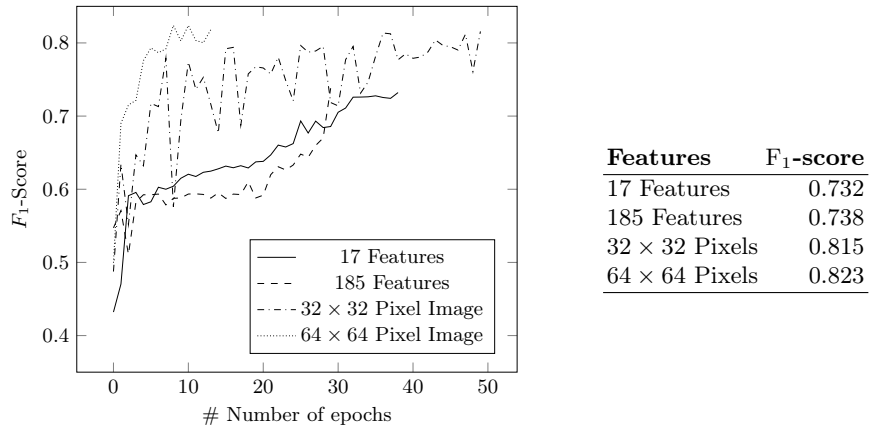 0.8
0.7
0.6
0.5
0.4
F1-Score
0
10
20
30
40
50
# Number of epochs
17 Features
185 Features
32 × 32 Pixel Image
64 × 64 Pixel Image
Features F1-score
17 Features 0.732
185 Features 0.738
32 × 32 Pixels 0.815
64 × 64 Pixels 0.823